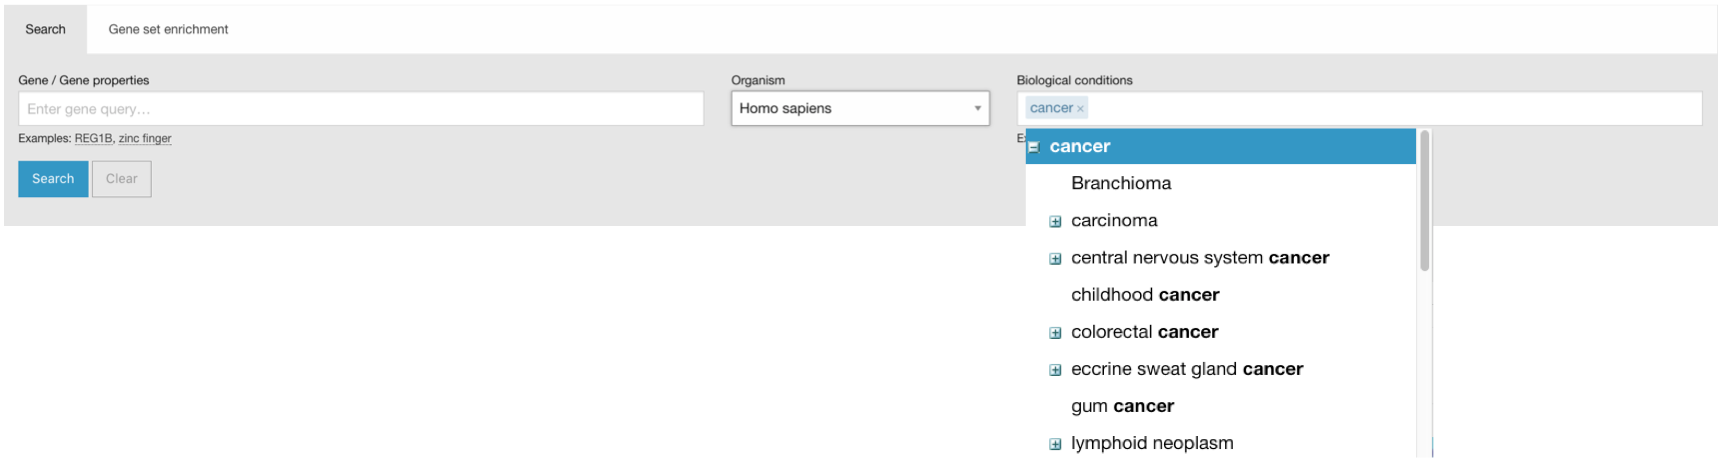 Search
Gene set enrichment
Gene / Gene properties
Organism
Biological conditions
Enter gene query...
Homo sapiens
cancer ×
Examples: REG1B, zinc finger
cancer
Search
Clear
Branchioma
carcinoma
central nervous system cancer
childhood cancer
colorectal cancer
eccrine sweat gland cancer
gum cancer
lymphoid neoplasm